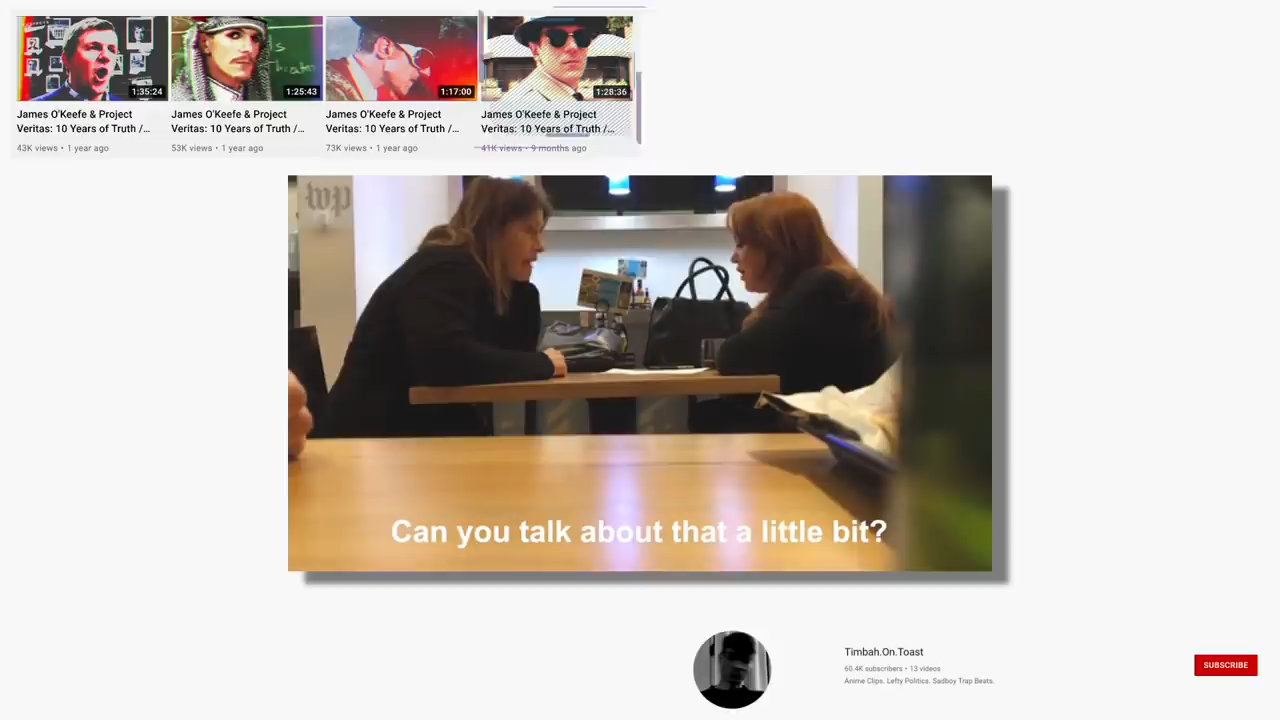 1:35:24
1:25:43
1:17:00
1:28:36
James O'Keefe & Project
Veritas: 10 Years of Truth /...
43K views • 1 year ago
James O'Keefe & Project
Veritas: 10 Years of Truth /...
53K views • 1 year ago
James O'Keefe & Project
Veritas: 10 Years of Truth /...
73K views • 1 year ago
James O'Keefe & Project
Veritas: 10 Years of Truth /...
41K views • 9 months ago
wp
Can you talk about that a little bit?
Timbah.On.Toast
60.4K subscribers • 13 videos
Anime Clips. Lefty Politics. Sadboy Trap Beats.
SUBSCRIBE